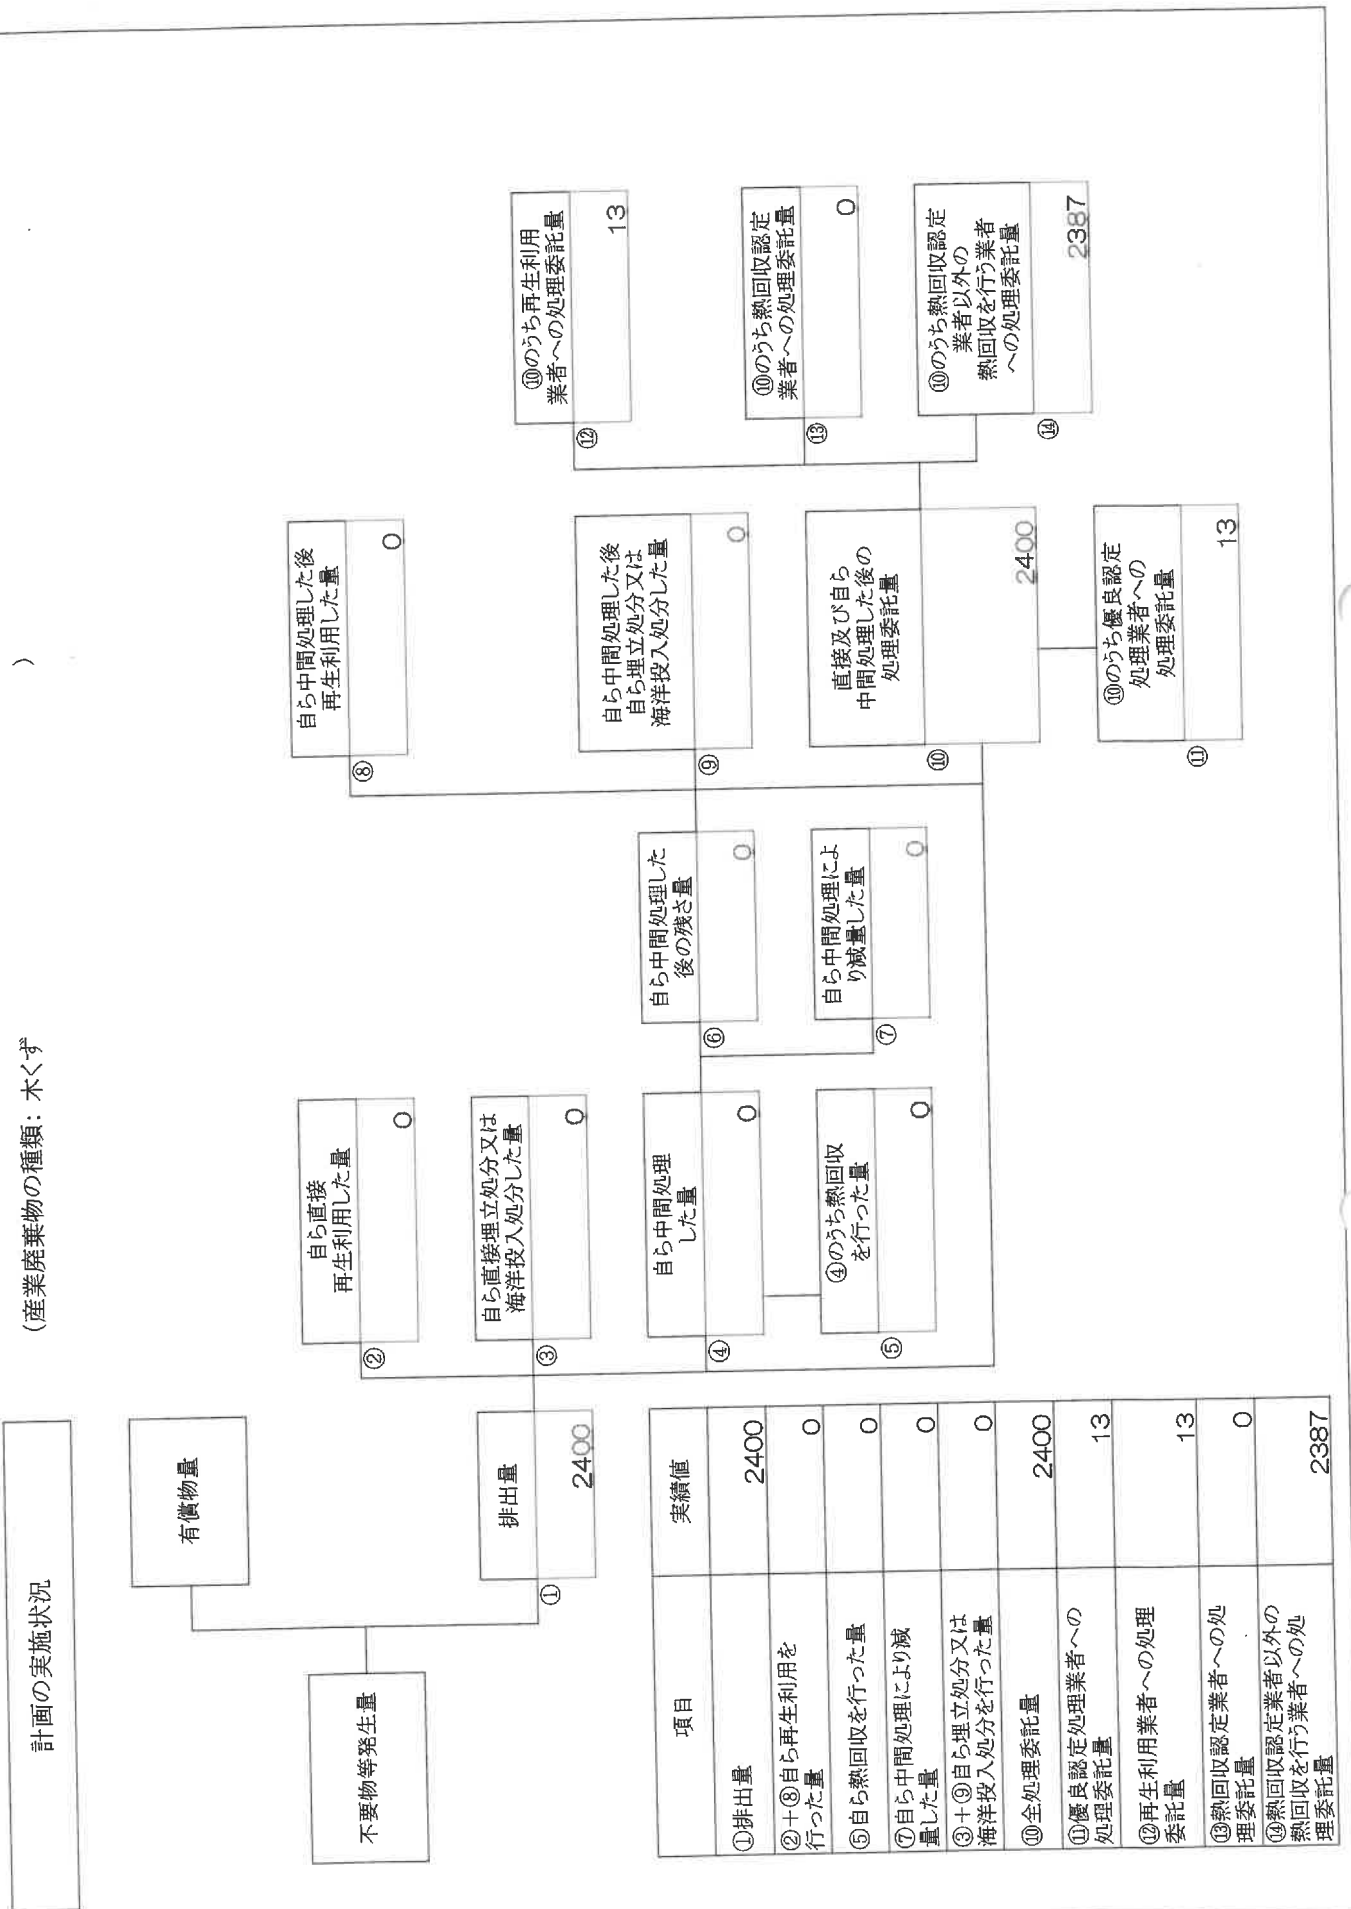 計画の実施状況
(産業廃棄物の種類:木くず
)
不要物等発生量
有償物量
排出量
①
2400
自ら直接
再生利用した量
②
0
自ら直接埋立処分又は
海洋投入処分した量
③
0
自ら中間処理
した量
④
0
④のうち熱回収
を行った量
⑤
0
自ら中間処理した
後の残さ量
⑥
0
自ら中間処理によ
り減量した量
⑦
0
自ら中間処理した後
再生利用した量
⑧
0
自ら中間処理した後
自ら埋立処分又は
海洋投入処分した量
⑨
0
直接及び自ら
中間処理した後の
処理委託量
⑩
2400
⑩のうち優良認定
処理業者への
処理委託量
⑪
13
⑩のうち再生利用
業者への処理委託量
⑫
13
⑩のうち熱回収認定
業者への処理委託量
⑬
0
⑩のうち熱回収認定
業者以外の
熱回収を行う業者
への処理委託量
⑭
2387
項目 実績値
①排出量 2400
②+⑧自ら再生利用を
行った量 0
⑤自ら熱回収を行った量 0
⑦自ら中間処理により減
量した量 0
③+⑨自ら埋立処分又は
海洋投入処分を行った量 0
⑩全処理委託量 2400
⑪優良認定処理業者への
処理委託量 13
⑫再生利用業者への処理
委託量 13
⑬熱回収認定業者への処
理委託量 0
⑭熱回収認定業者以外の
熱回収を行う業者への処
理委託量 2387